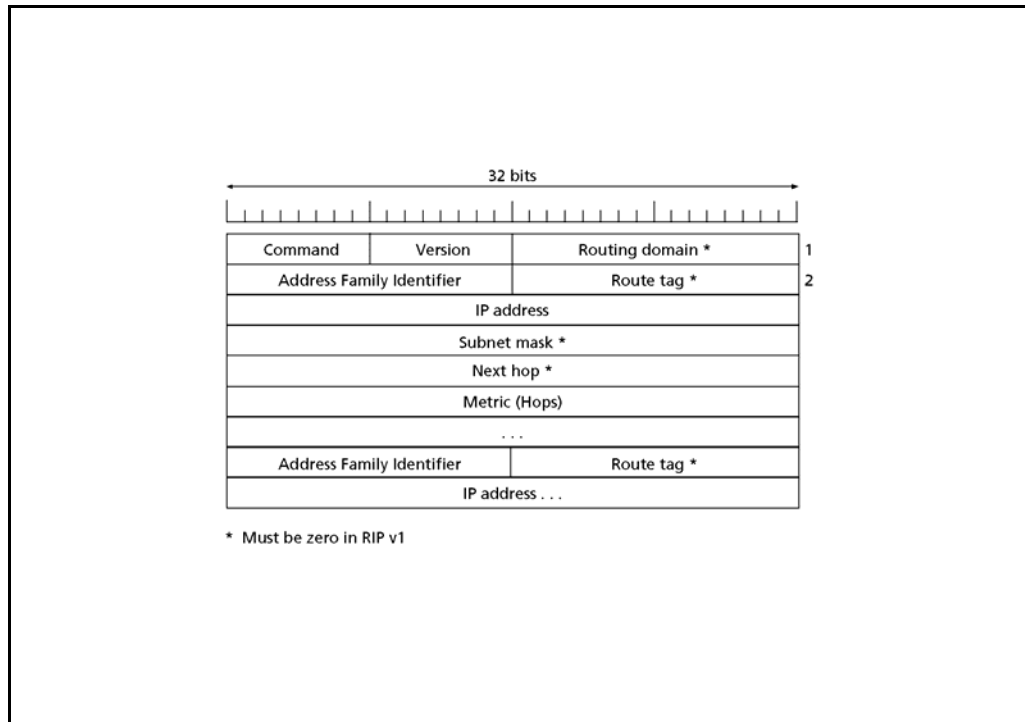 32 bits
Command Version Routing domain * 1
Address Family Identifier Route tag * 2
IP address
Subnet mask *
Next hop *
Metric (Hops)
. . .
Address Family Identifier Route tag *
IP address . . .
* Must be zero in RIP v1